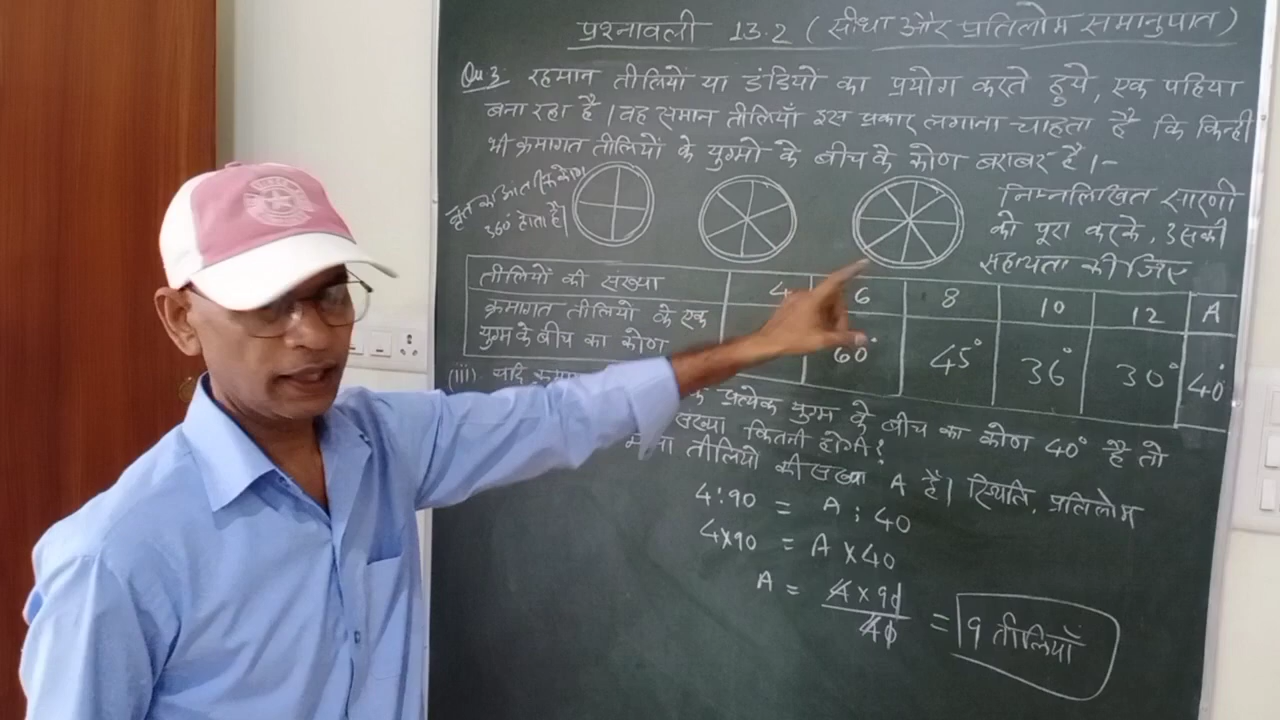 प्रश्नावली 13.2 (सीधा और प्रतिलोम समानुपात)
Qu 3. रहमान तीलियों या डंडियों का प्रयोग करते हुये, एक पहिया
बना रहा है। वह समान तीलियाँ इस प्रकार लगाना चाहता है कि किन्ही
भी क्रमागत तीलियों के युग्मो के बीच के कोण बराबर है।-
360° होता है।
निम्नलिखित सारणी
को पूरा करके, उसकी
सहायता कीजिए
तीलियों की संख्या 4 6 8 10 12 A
क्रमागत तीलियों के एक
युग्म के बीच का कोण 60° 45° 36° 30° 40°
(iii). यदि
प्रत्येक युग्म के बीच का कोण 40° है तो
संख्या कितनी होगी?
माना तीलियों की संख्या A है। स्थिति, प्रतिलोम
4:90 = A : 40
4×90 = A × 40
A = 4 × 90 / 40 = 9 तीलियाँ